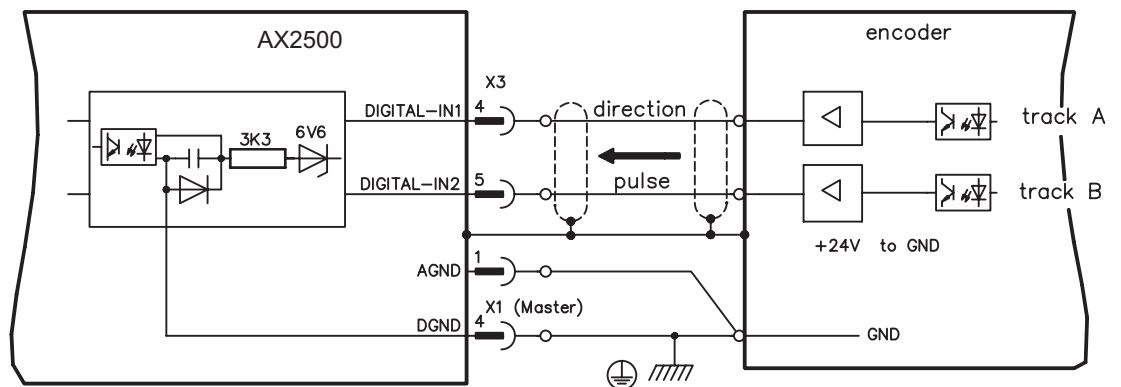 AX2500
encoder
X3
DIGITAL-IN1
4
direction
track A
3K3
6V6
DIGITAL-IN2
5
pulse
track B
+24V to GND
AGND
1
X1 (Master)
DGND
4
GND